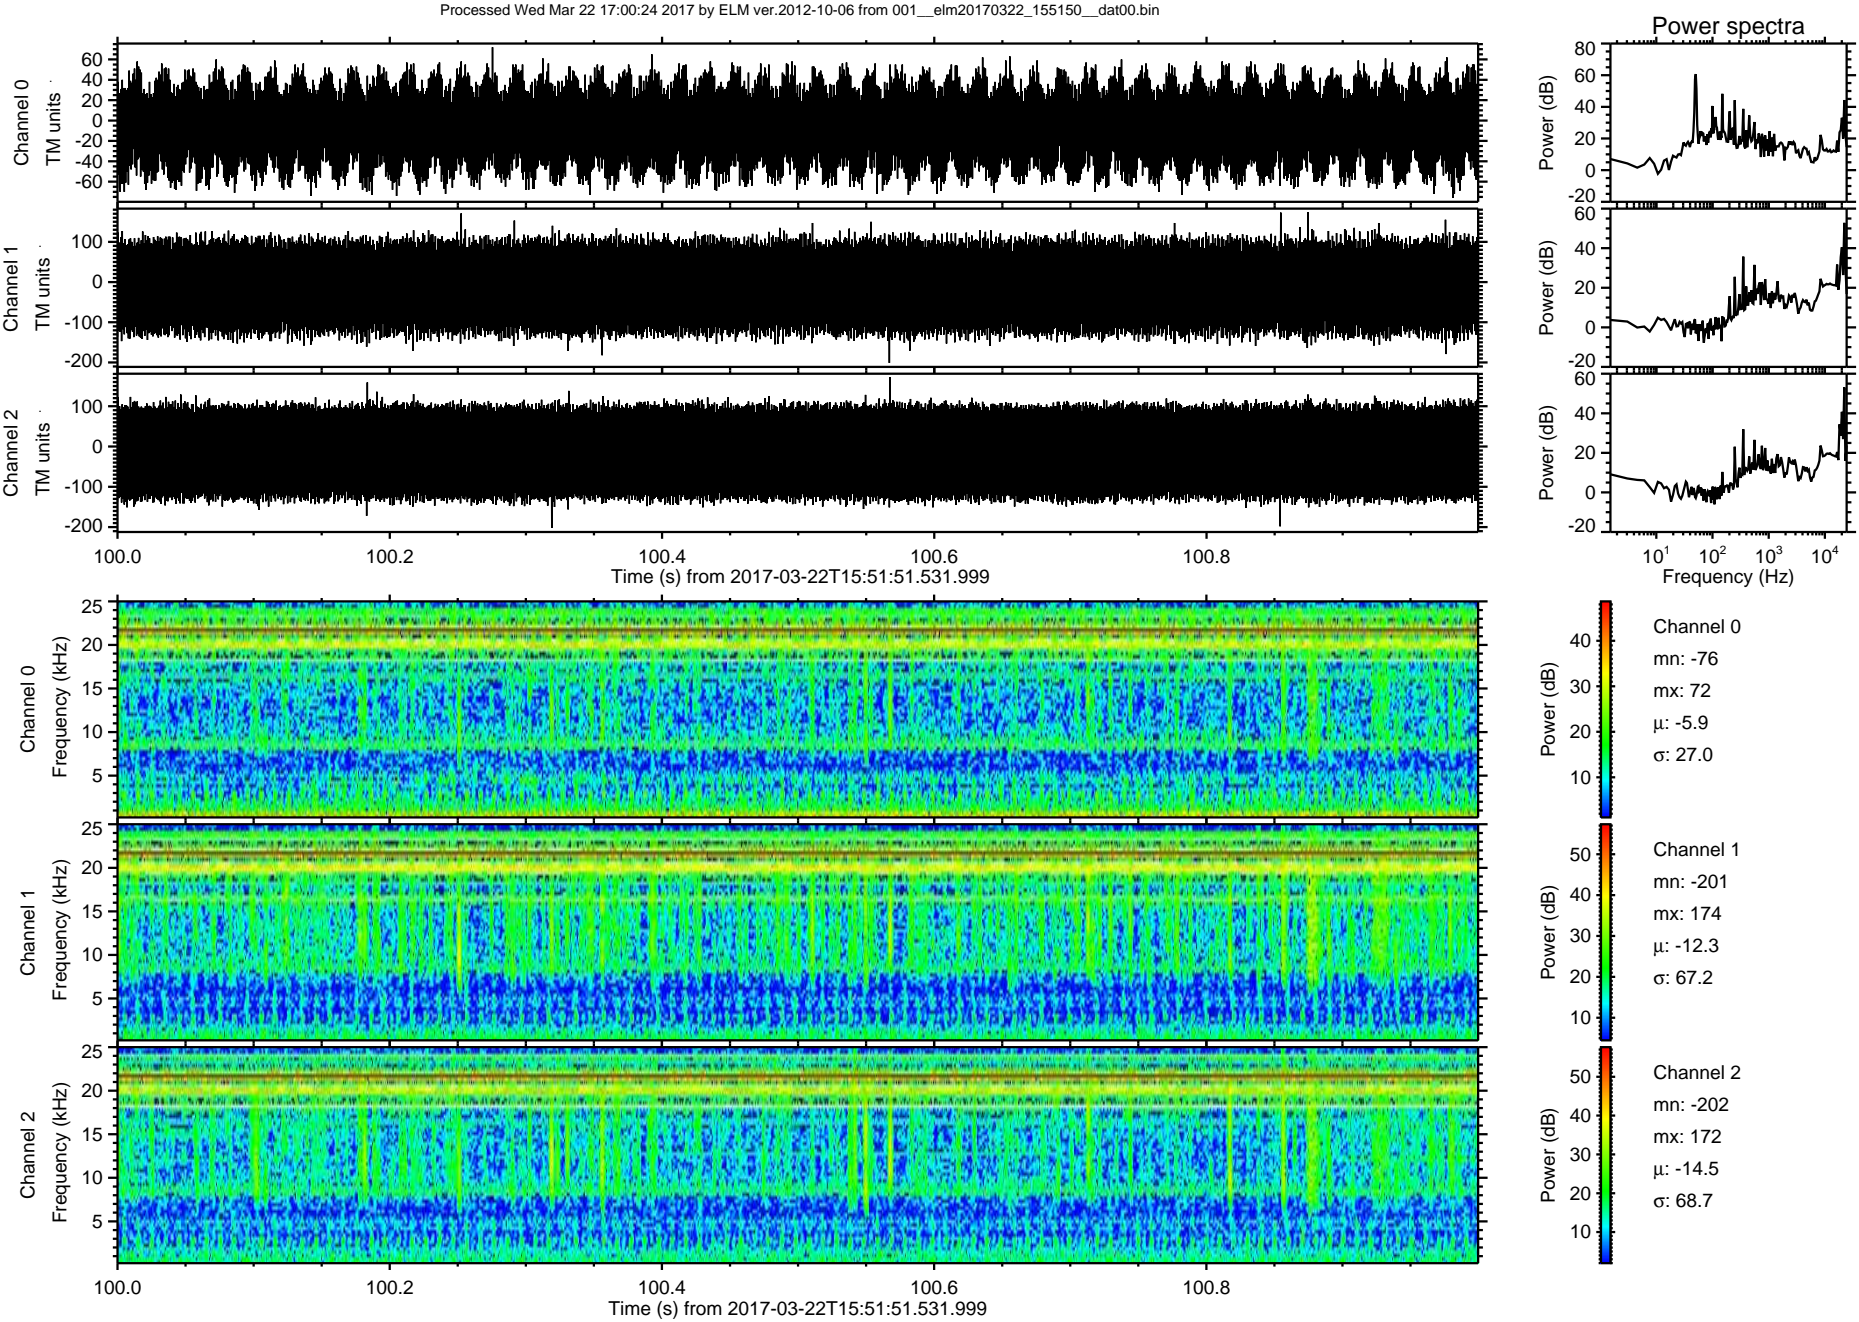 Processed Wed Mar 22 17:00:24 2017 by ELM ver.2012-10-06 from 001__elm20170322_155150__dat00.bin
Power spectra
Channel 0
TM units
60
40
20
0
-20
-40
-60
Power (dB)
80
60
40
20
0
-20
Channel 1
TM units
100
0
-100
-200
Power (dB)
60
40
20
0
-20
Channel 2
TM units
100
0
-100
-200
Power (dB)
60
40
20
0
-20
100.0 100.2 100.4 100.6 100.8
Time (s) from 2017-03-22T15:51:51.531.999
10^1 10^2 10^3 10^4
Frequency (Hz)
Channel 0
Frequency (kHz)
25
20
15
10
5
Power (dB)
40
30
20
10
Channel 0
mn: -76
mx: 72
μ: -5.9
σ: 27.0
Channel 1
Frequency (kHz)
25
20
15
10
5
Power (dB)
50
40
30
20
10
Channel 1
mn: -201
mx: 174
μ: -12.3
σ: 67.2
Channel 2
Frequency (kHz)
25
20
15
10
5
Power (dB)
50
40
30
20
10
Channel 2
mn: -202
mx: 172
μ: -14.5
σ: 68.7
100.0 100.2 100.4 100.6 100.8
Time (s) from 2017-03-22T15:51:51.531.999